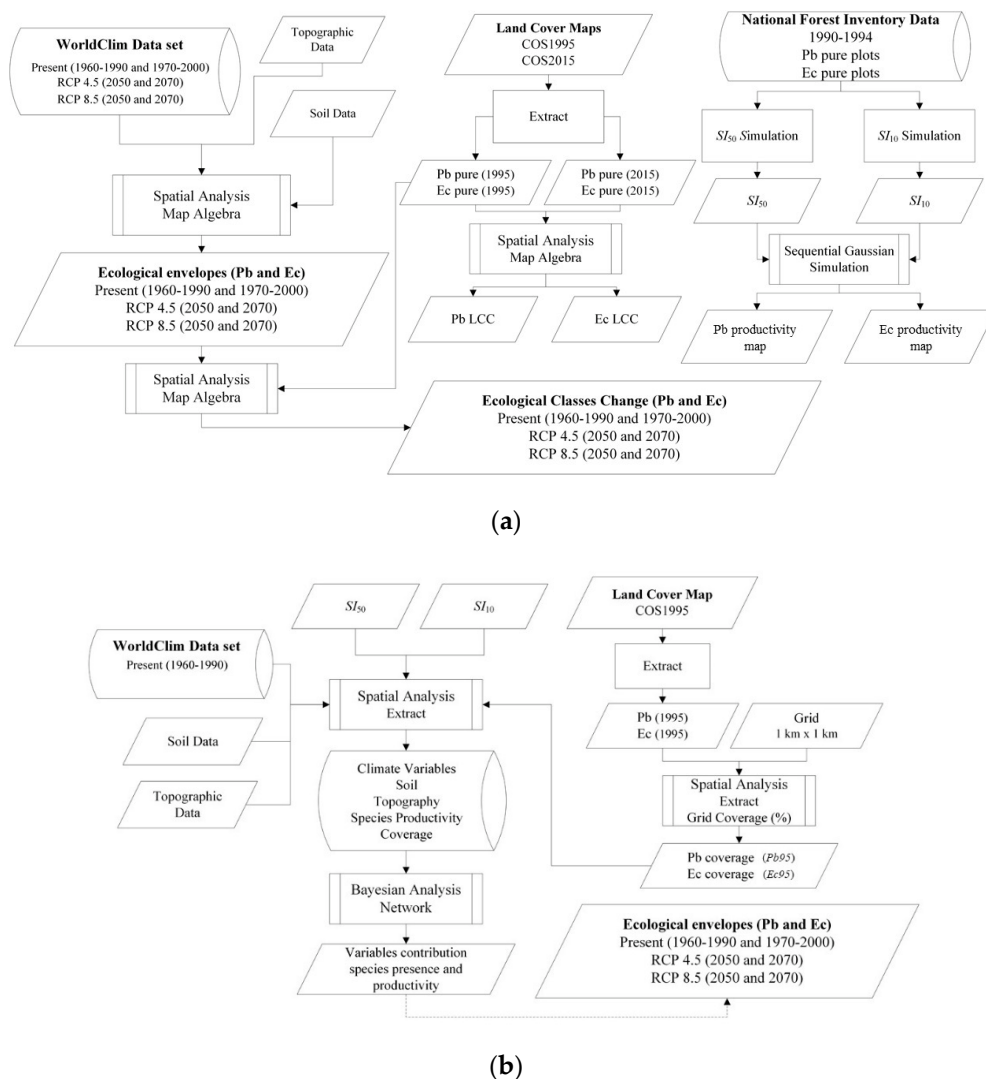 WorldClim Data set
Present (1960-1990 and 1970-2000)
RCP 4.5 (2050 and 2070)
RCP 8.5 (2050 and 2070)
Topographic
Data
Soil Data
Spatial Analysis
Map Algebra
Ecological envelopes (Pb and Ec)
Present (1960-1990 and 1970-2000)
RCP 4.5 (2050 and 2070)
RCP 8.5 (2050 and 2070)
Spatial Analysis
Map Algebra
Land Cover Maps
COS1995
COS2015
Extract
Pb pure (1995)
Ec pure (1995)
Pb pure (2015)
Ec pure (2015)
Spatial Analysis
Map Algebra
Pb LCC
Ec LCC
National Forest Inventory Data
1990-1994
Pb pure plots
Ec pure plots
SI50 Simulation
SI10 Simulation
SI50
SI10
Sequential Gaussian
Simulation
Pb productivity
map
Ec productivity
map
Ecological Classes Change (Pb and Ec)
Present (1960-1990 and 1970-2000)
RCP 4.5 (2050 and 2070)
RCP 8.5 (2050 and 2070)
(a)
SI50
SI10
WorldClim Data set
Present (1960-1990)
Soil Data
Topographic
Data
Spatial Analysis
Extract
Climate Variables
Soil
Topography
Species Productivity
Coverage
Bayesian Analysis
Network
Variables contribution
species presence and
productivity
Land Cover Map
COS1995
Extract
Pb (1995)
Ec (1995)
Grid
1 km x 1 km
Spatial Analysis
Extract
Grid Coverage (%)
Pb coverage (Pb95)
Ec coverage (Ec95)
Ecological envelopes (Pb and Ec)
Present (1960-1990 and 1970-2000)
RCP 4.5 (2050 and 2070)
RCP 8.5 (2050 and 2070)
(b)